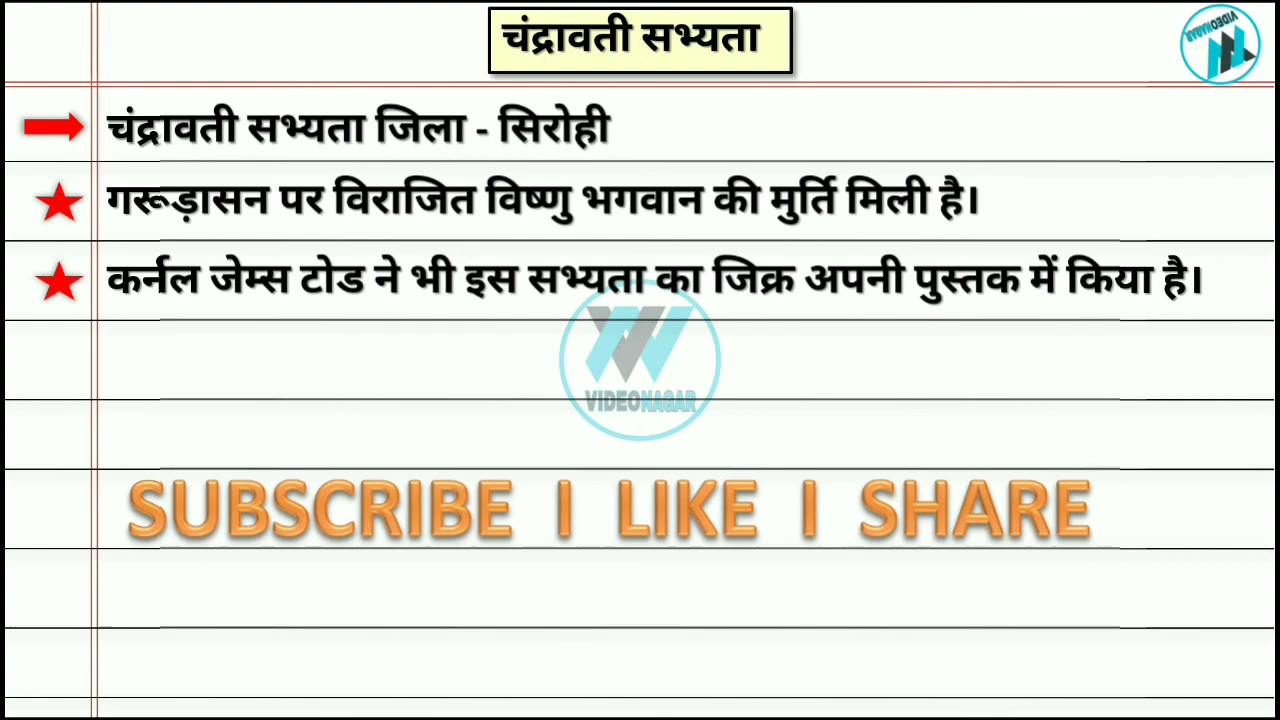 चंद्रावती सभ्यता
VIDEONAGAR
चंद्रावती सभ्यता जिला - सिरोही
गरूड़ासन पर विराजित विष्णु भगवान की मुर्ति मिली है।
कर्नल जेम्स टोड ने भी इस सभ्यता का जिक्र अपनी पुस्तक में किया है।
VIDEONAGAR
SUBSCRIBE I LIKE I SHARE